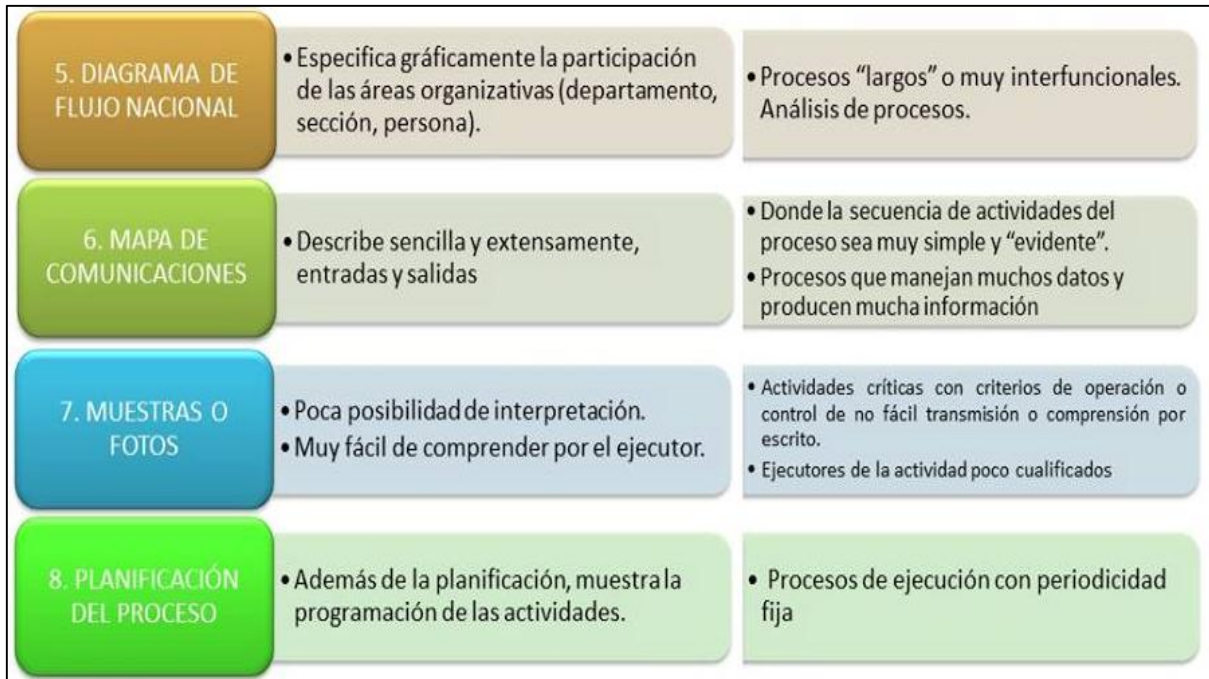 5. DIAGRAMA DE
FLUJO NACIONAL
• Especifica gráficamente la participación
de las áreas organizativas (departamento,
sección, persona).
• Procesos “largos” o muy interfuncionales.
Análisis de procesos.
6. MAPA DE
COMUNICACIONES
• Describe sencilla y extensamente,
entradas y salidas
• Donde la secuencia de actividades del
proceso sea muy simple y “evidente”.
• Procesos que manejan muchos datos y
producen mucha información
7. MUESTRAS O
FOTOS
• Poca posibilidad de interpretación.
• Muy fácil de comprender por el ejecutor.
• Actividades críticas con criterios de operación o
control de no fácil transmisión o comprensión por
escrito.
• Ejecutores de la actividad poco cualificados
8. PLANIFICACIÓN
DEL PROCESO
• Además de la planificación, muestra la
programación de las actividades.
• Procesos de ejecución con periodicidad
fija